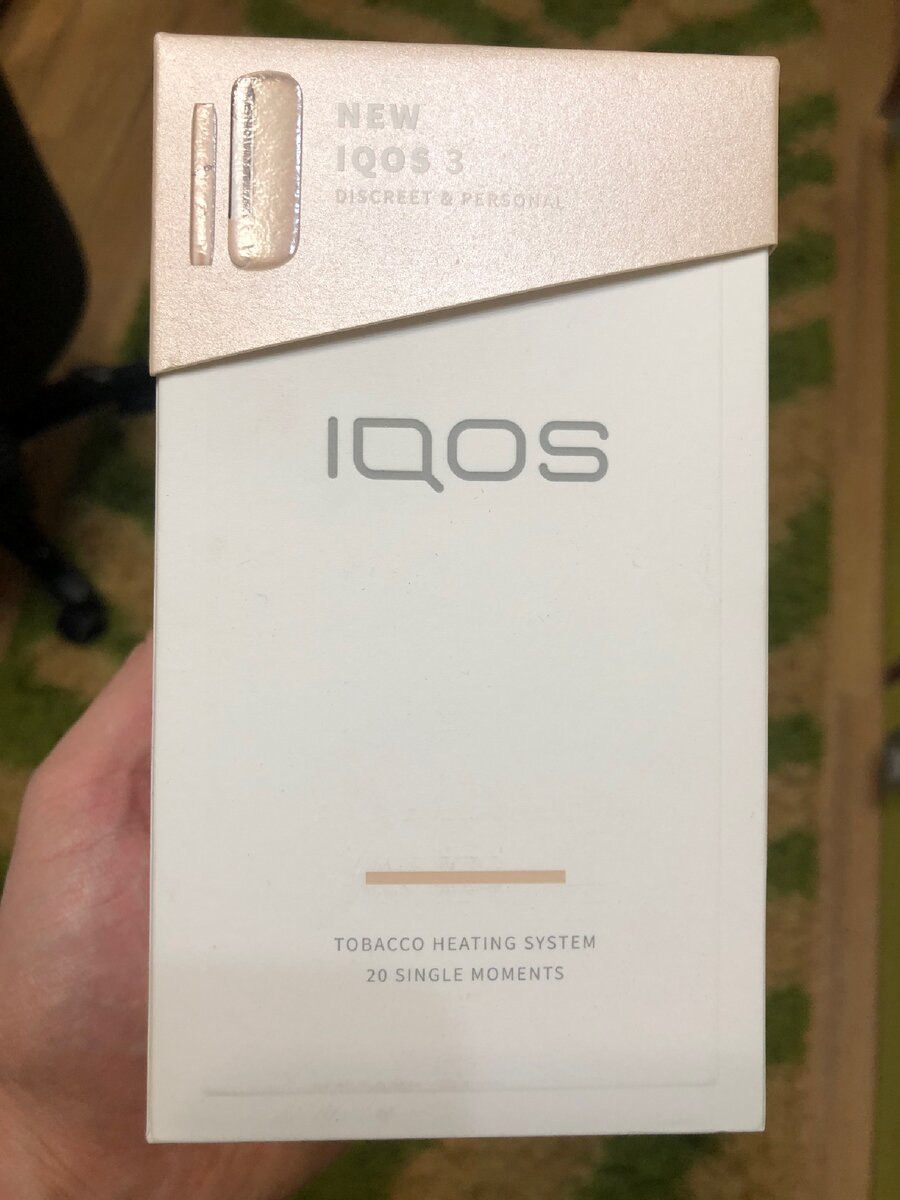 NEW
IQOS 3
DISCREET & PERSONAL
IQOS
TOBACCO HEATING SYSTEM
20 SINGLE MOMENTS